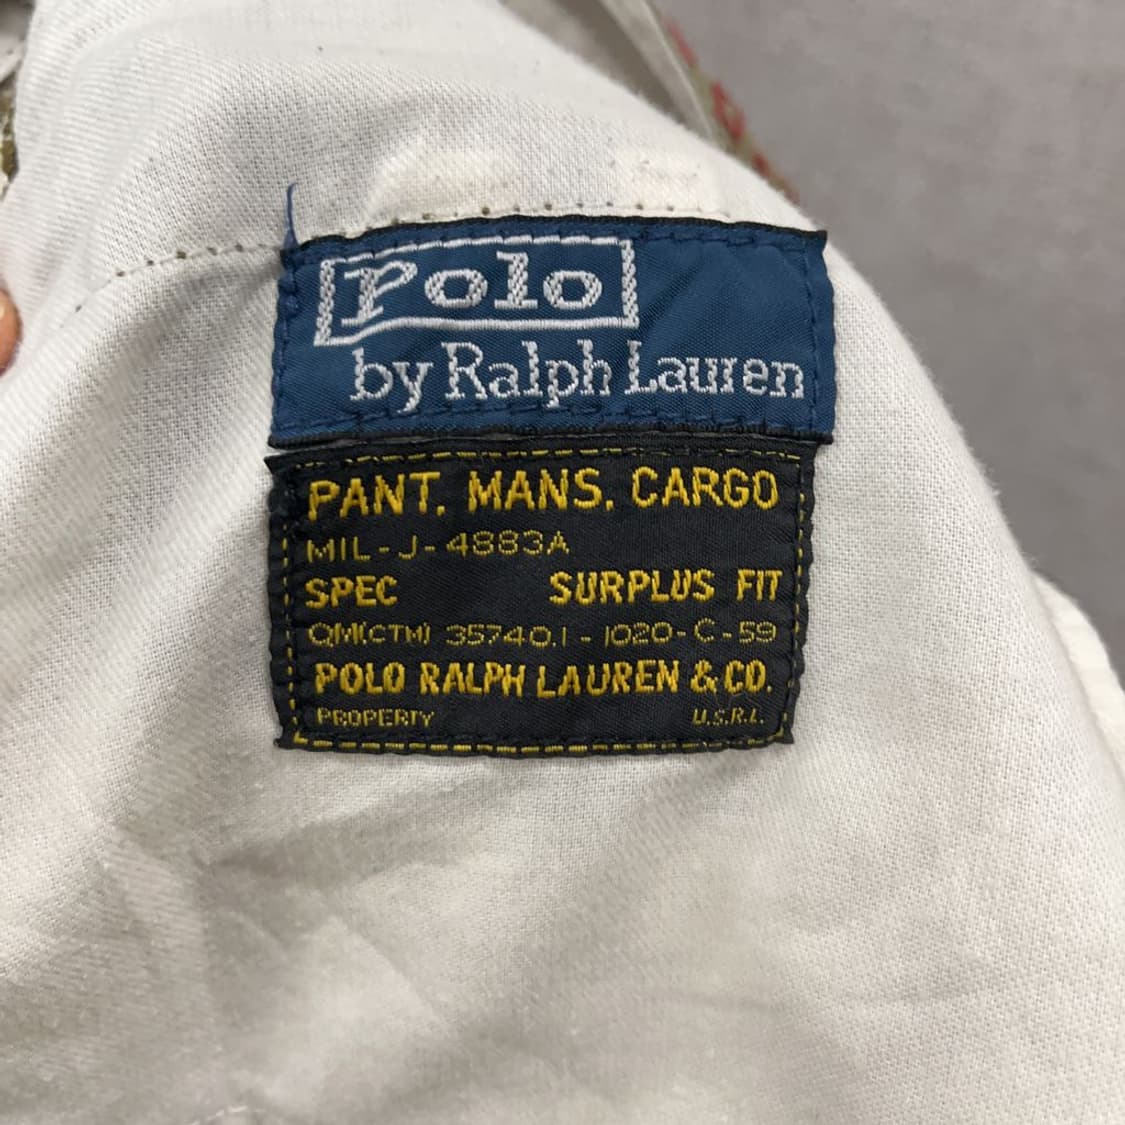 Polo
by Ralph Lauren
PANT, MANS, CARGO
MIL-J-4883A
SPEC SURPLUS FIT
QM(CTM) 35740.1-1020-C-59
POLO RALPH LAUREN & CO.
PROPERTY U.S.R.L.